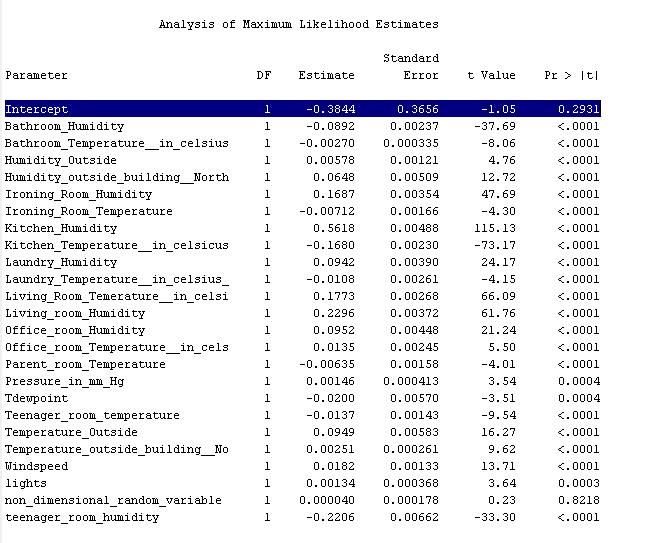 Analysis of Maximum Likelihood Estimates
Standard
Parameter DF Estimate Error t Value Pr > |t|
Intercept 1 -0.3844 0.3656 -1.05 0.2931
Bathroom_Humidity 1 -0.0892 0.00237 -37.69 <.0001
Bathroom_Temperature__in_celsius 1 -0.00270 0.000335 -8.06 <.0001
Humidity_Outside 1 0.00578 0.00121 4.76 <.0001
Humidity_outside_building__North 1 0.0648 0.00509 12.72 <.0001
Ironing_Room_Humidity 1 0.1687 0.00354 47.69 <.0001
Ironing_Room_Temperature 1 -0.00712 0.00166 -4.30 <.0001
Kitchen_Humidity 1 0.5618 0.00488 115.13 <.0001
Kitchen_Temperature__in_celsicus 1 -0.1680 0.00230 -73.17 <.0001
Laundry_Humidity 1 0.0942 0.00390 24.17 <.0001
Laundry_Temperature__in_celsius_ 1 -0.0108 0.00261 -4.15 <.0001
Living_Room_Temerature__in_celsi 1 0.1773 0.00268 66.09 <.0001
Living_room_Humidity 1 0.2296 0.00372 61.76 <.0001
Office_room_Humidity 1 0.0952 0.00448 21.24 <.0001
Office_room_Temperature__in_cels 1 0.0135 0.00245 5.50 <.0001
Parent_room_Temperature 1 -0.00635 0.00158 -4.01 <.0001
Pressure_in_mm_Hg 1 0.00146 0.000413 3.54 0.0004
Tdewpoint 1 -0.0200 0.00570 -3.51 0.0004
Teenager_room_temperature 1 -0.0137 0.00143 -9.54 <.0001
Temperature_Outside 1 0.0949 0.00583 16.27 <.0001
Temperature_outside_building__No 1 0.00251 0.000261 9.62 <.0001
Windspeed 1 0.0182 0.00133 13.71 <.0001
lights 1 0.00134 0.000368 3.64 0.0003
non_dimensional_random_variable 1 0.000040 0.000178 0.23 0.8218
teenager_room_humidity 1 -0.2206 0.00662 -33.30 <.0001